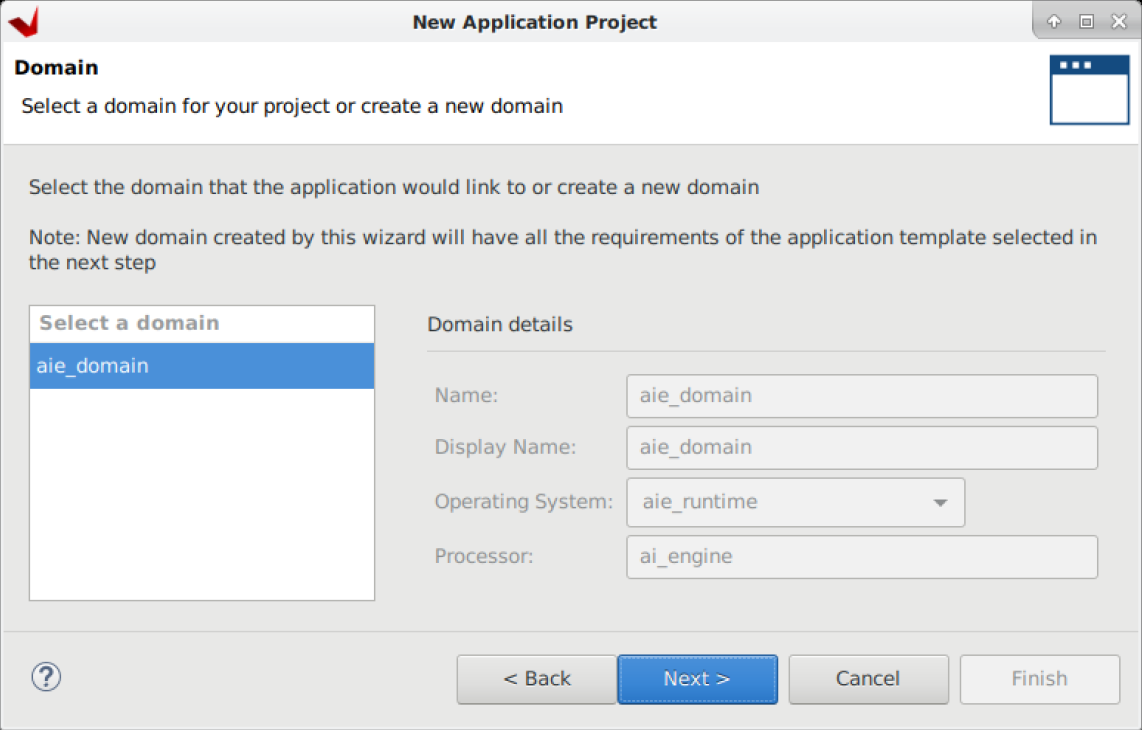 New Application Project
Domain
Select a domain for your project or create a new domain
Select the domain that the application would link to or create a new domain
Note: New domain created by this wizard will have all the requirements of the application template selected in
the next step
Select a domain
aie_domain
Domain details
Name: aie_domain
Display Name: aie_domain
Operating System: aie_runtime
Processor: ai_engine
?
< Back
Next >
Cancel
Finish